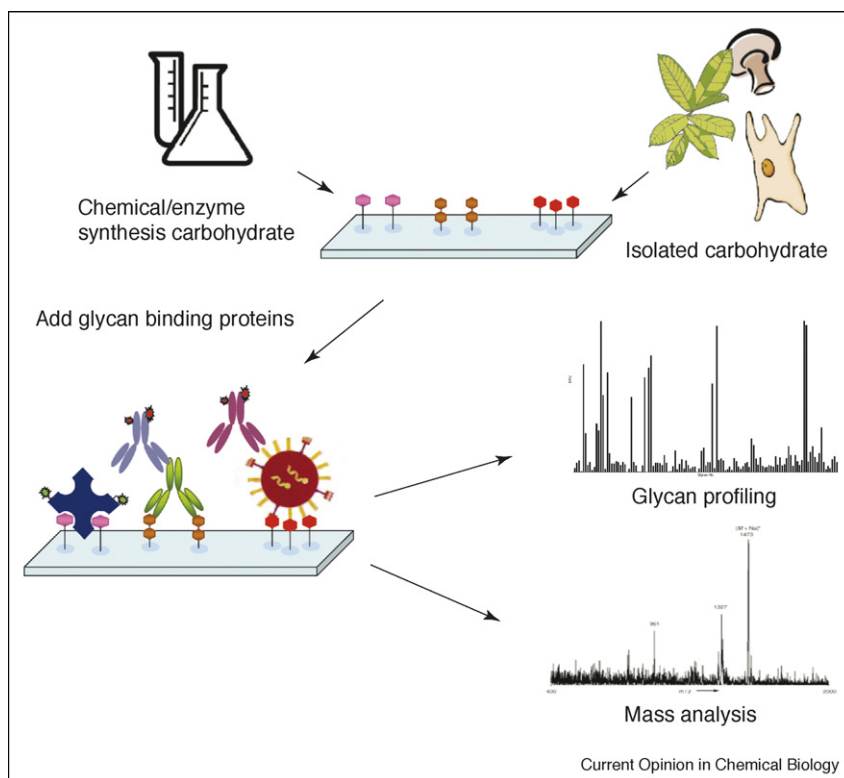 Chemical/enzyme
synthesis carbohydrate
Isolated carbohydrate
Add glycan binding proteins
Glycan profiling
[M + Na]+
1473
1307
361
400
m / z
2000
Mass analysis
Current Opinion in Chemical Biology